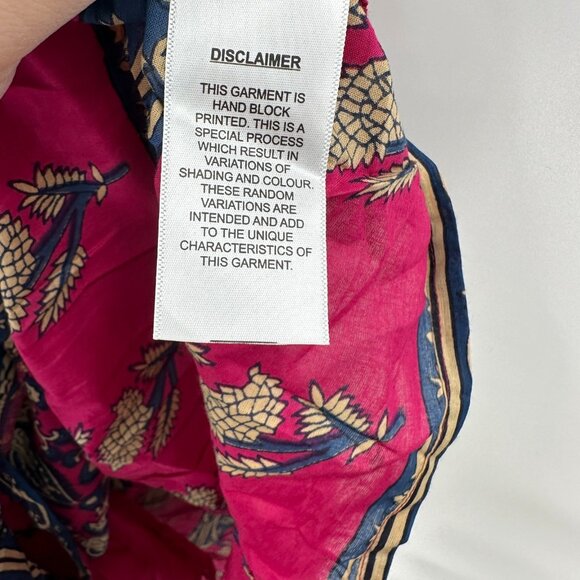 DISCLAIMER
THIS GARMENT IS
HAND BLOCK
PRINTED. THIS IS A
SPECIAL PROCESS
WHICH RESULT IN
VARIATIONS OF
SHADING AND COLOUR.
THESE RANDOM
VARIATIONS ARE
INTENDED AND ADD
TO THE UNIQUE
CHARACTERISTICS OF
THIS GARMENT.